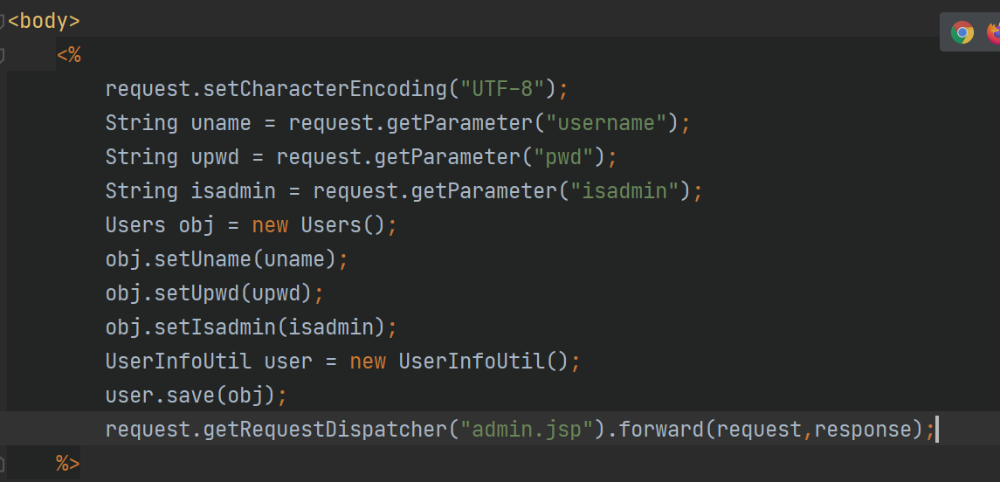 <body>
<%
request.setCharacterEncoding("UTF-8");
String uname = request.getParameter("username");
String upwd = request.getParameter("pwd");
String isadmin = request.getParameter("isadmin");
Users obj = new Users();
obj.setUname(uname);
obj.setUpwd(upwd);
obj.setIsadmin(isadmin);
UserInfoUtil user = new UserInfoUtil();
user.save(obj);
request.getRequestDispatcher("admin.jsp").forward(request,response);
%>